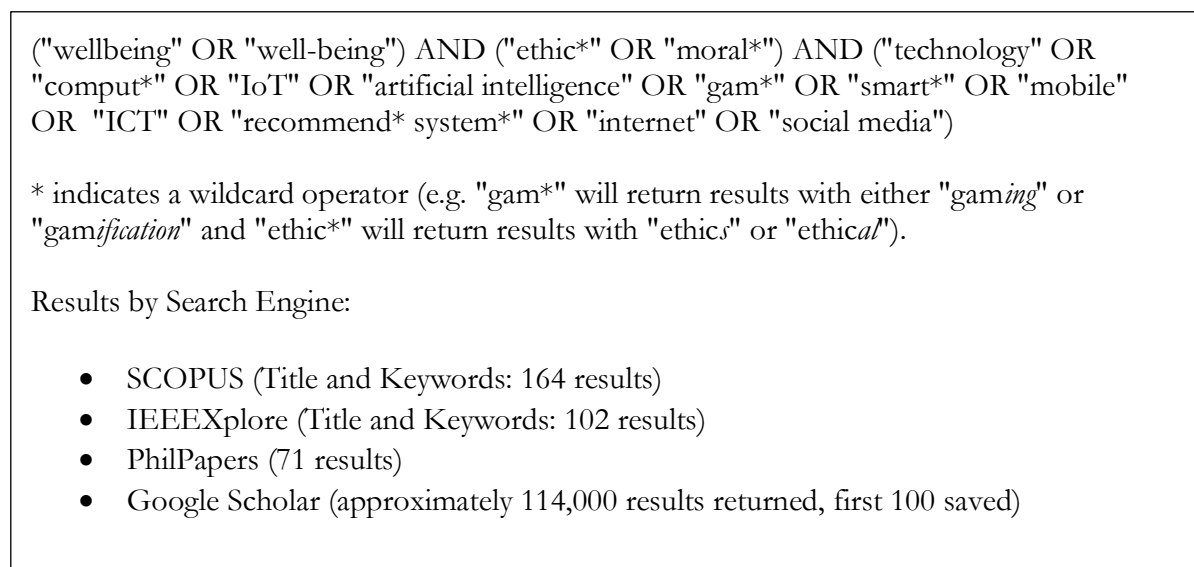 ("wellbeing" OR "well-being") AND ("ethic*" OR "moral*") AND ("technology" OR
"comput*" OR "IoT" OR "artificial intelligence" OR "gam*" OR "smart*" OR "mobile"
OR  "ICT" OR "recommend* system*" OR "internet" OR "social media")
* indicates a wildcard operator (e.g. "gam*" will return results with either "gaming" or
"gamification" and "ethic*" will return results with "ethics" or "ethical").
Results by Search Engine:
• SCOPUS (Title and Keywords: 164 results)
• IEEEXplore (Title and Keywords: 102 results)
• PhilPapers (71 results)
• Google Scholar (approximately 114,000 results returned, first 100 saved)